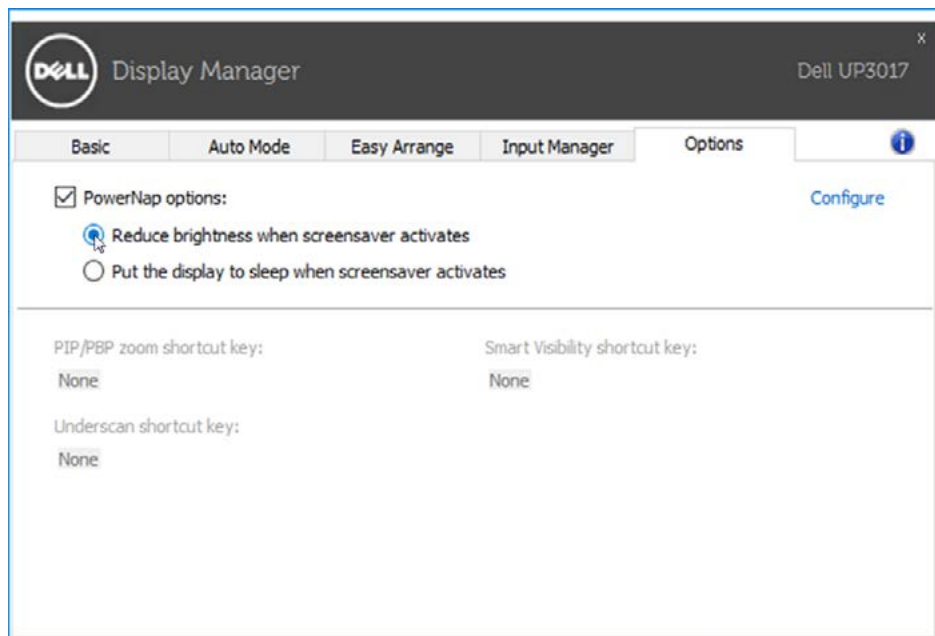 x
DELL Display Manager Dell UP3017
Basic Auto Mode Easy Arrange Input Manager Options i
PowerNap options: Configure
Reduce brightness when screensaver activates
Put the display to sleep when screensaver activates
PIP/PBP zoom shortcut key: Smart Visibility shortcut key:
None None
Underscan shortcut key:
None